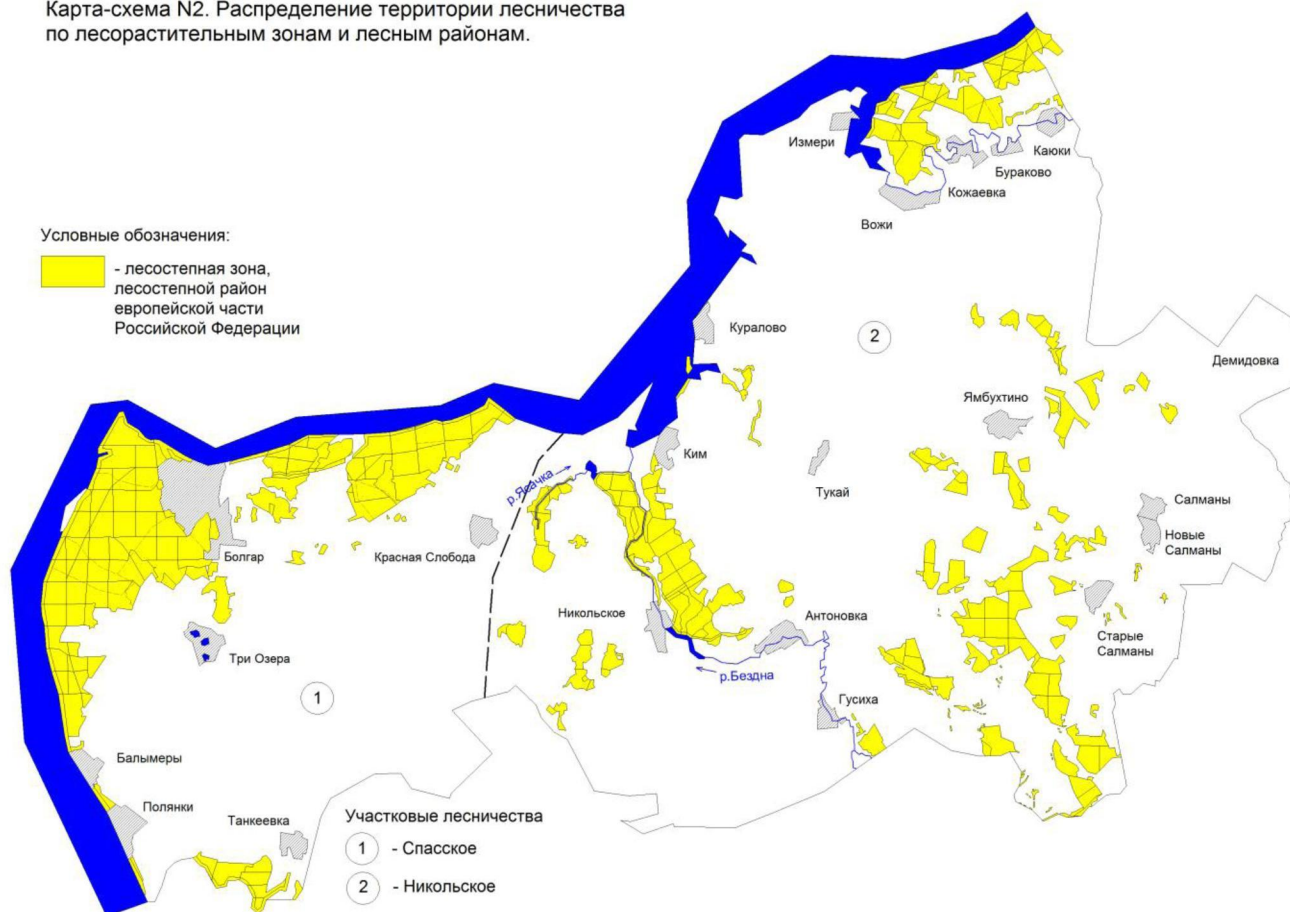 Карта-схема N2. Распределение территории лесничества
по лесорастительным зонам и лесным районам.
Условные обозначения:
- лесостепная зона,
лесостепной район
европейской части
Российской Федерации
Измери
Каюки
Бураково
Кожаевка
Вожи
Куралово
2
Демидовка
Ямбухтино
Ким
Тукай
р.Ясачка
Салманы
Новые
Салманы
Болгар
Красная Слобода
Никольское
Антоновка
Старые
Салманы
Три Озера
р.Бездна
1
Гусиха
Балымеры
Полянки
Танкеевка
Участковые лесничества
1 - Спасское
2 - Никольское